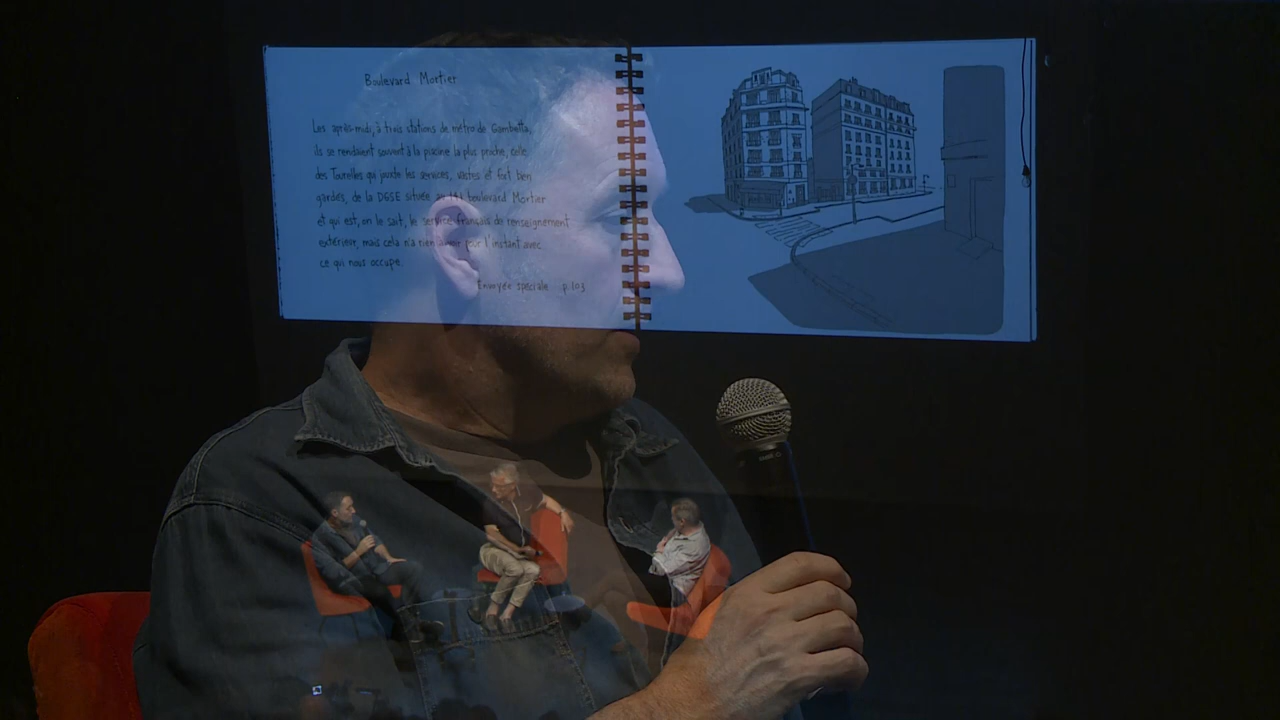 Boulevard Mortier
Les après-midi, à trois stations de métro de Gambetta,
ils se rendaient souvent à la piscine la plus proche, celle
des Tourelles qui jouxte les services, vastes et fort bien
gardés, de la DGSE située au 141 boulevard Mortier
et qui est, on le sait, le service français de renseignement
extérieur, mais cela n'a rien à voir pour l'instant avec
ce qui nous occupe.
Envoyée spéciale p.103